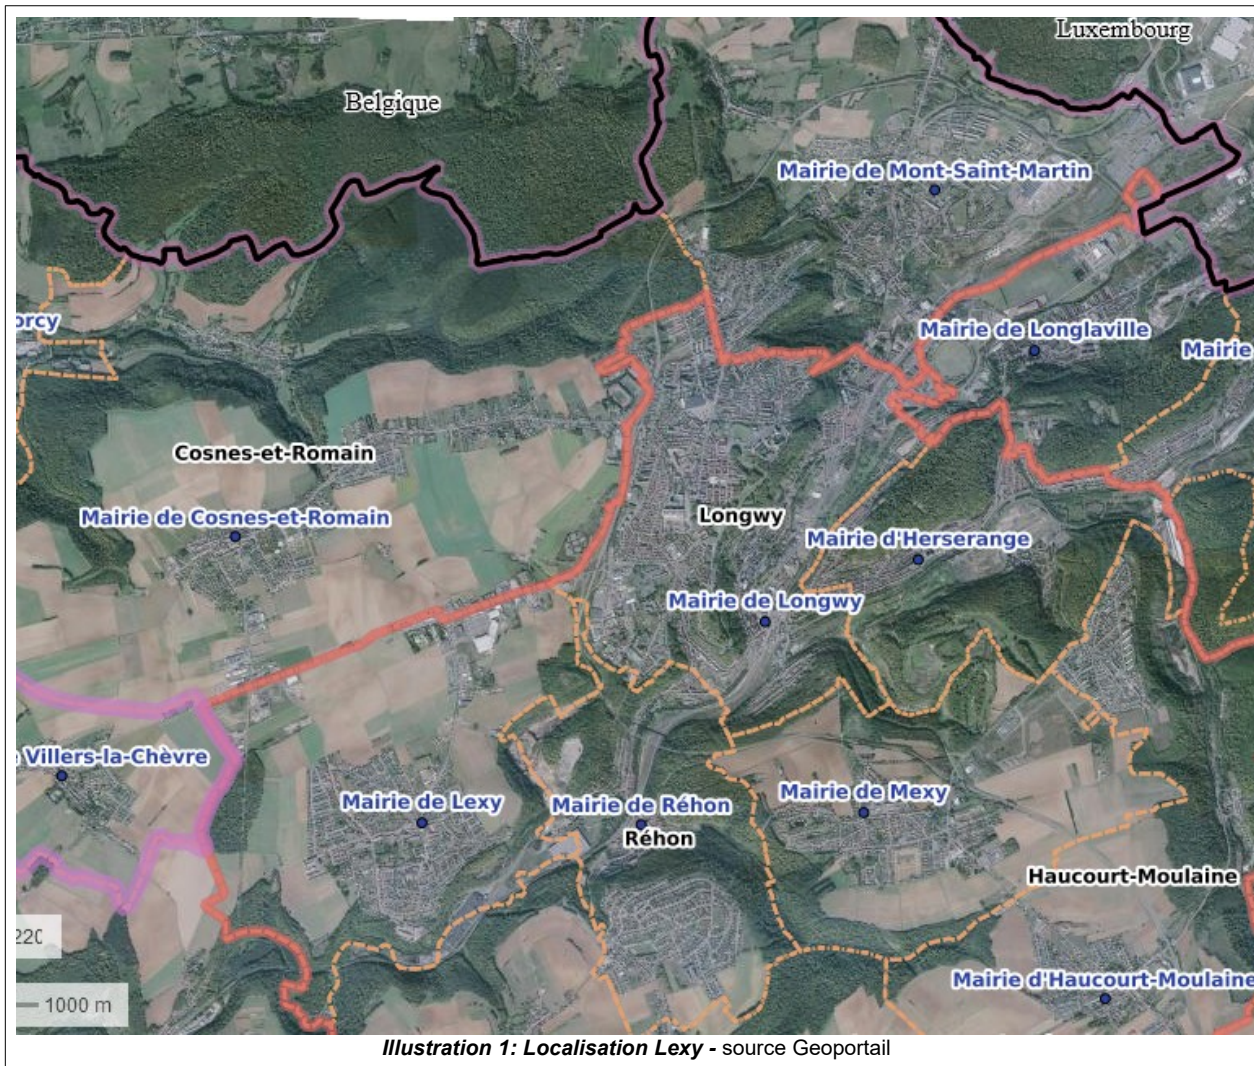 Luxembourg
Belgique
Mairie de Mont-Saint-Martin
orcy
Mairie de Longlaville
Mairie
Cosnes-et-Romain
Mairie de Cosnes-et-Romain
Longwy
Mairie d'Herserange
Mairie de Longwy
Villers-la-Chèvre
Mairie de Lexy
Mairie de Réhon
Réhon
Mairie de Mexy
Haucourt-Moulaine
220
Mairie d'Haucourt-Moulaine
1000 m
Illustration 1: Localisation Lexy - source Geoportail